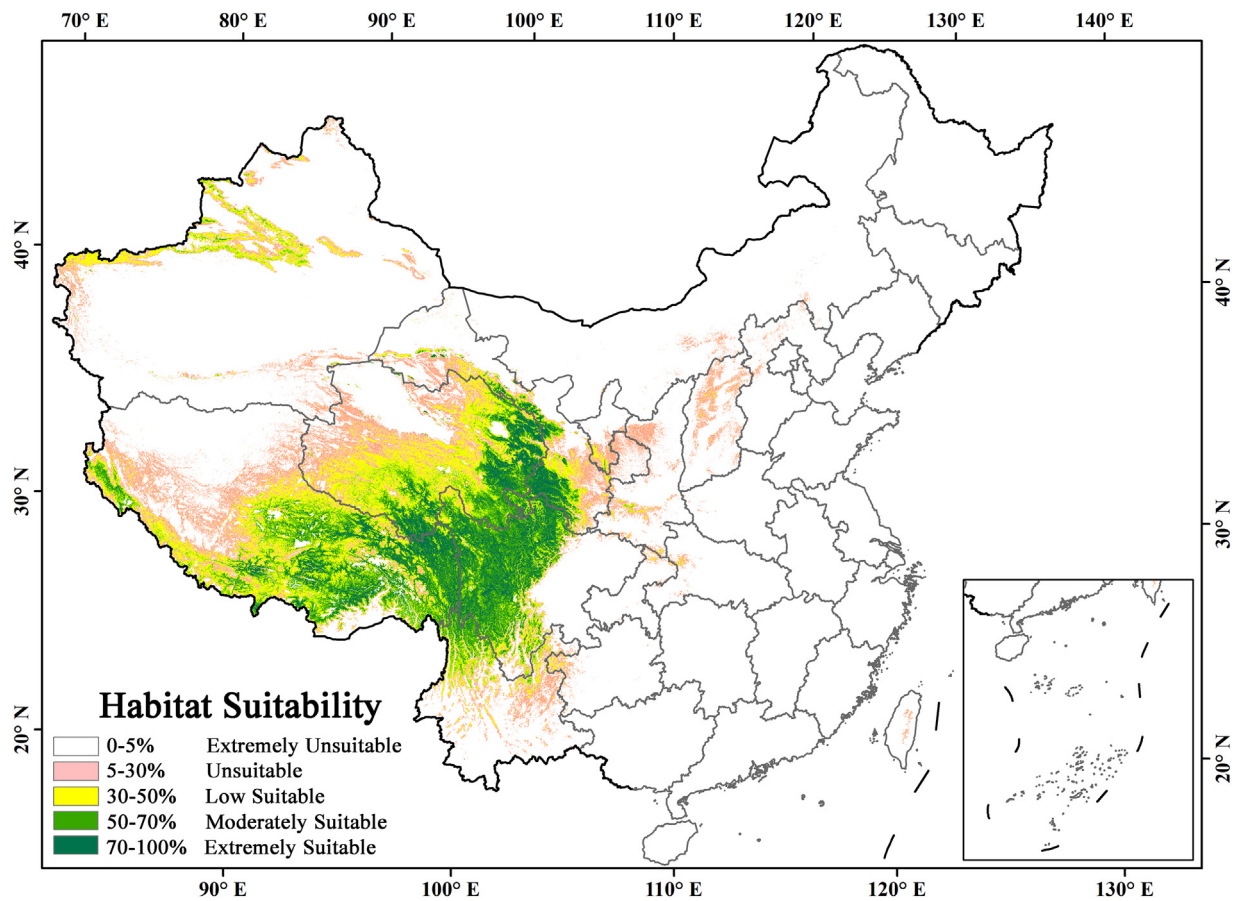 70° E 80° E 90° E 100° E 110° E 120° E 130° E 140° E
40° N
30° N
20° N
40° N
30° N
20° N
Habitat Suitability
0-5% Extremely Unsuitable
5-30% Unsuitable
30-50% Low Suitable
50-70% Moderately Suitable
70-100% Extremely Suitable
90° E 100° E 110° E 120° E 130° E